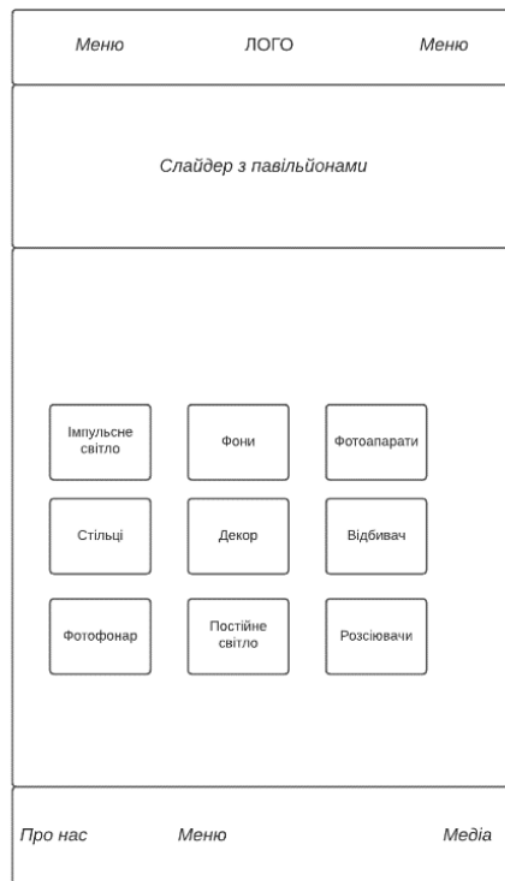 Меню ЛОГО Меню
Слайдер з павільйонами
Імпульсне
світло
Фони
Фотоапарати
Стільці
Декор
Відбивач
Фотофонар
Постійне
світло
Розсіювачи
Про нас Меню Медіа